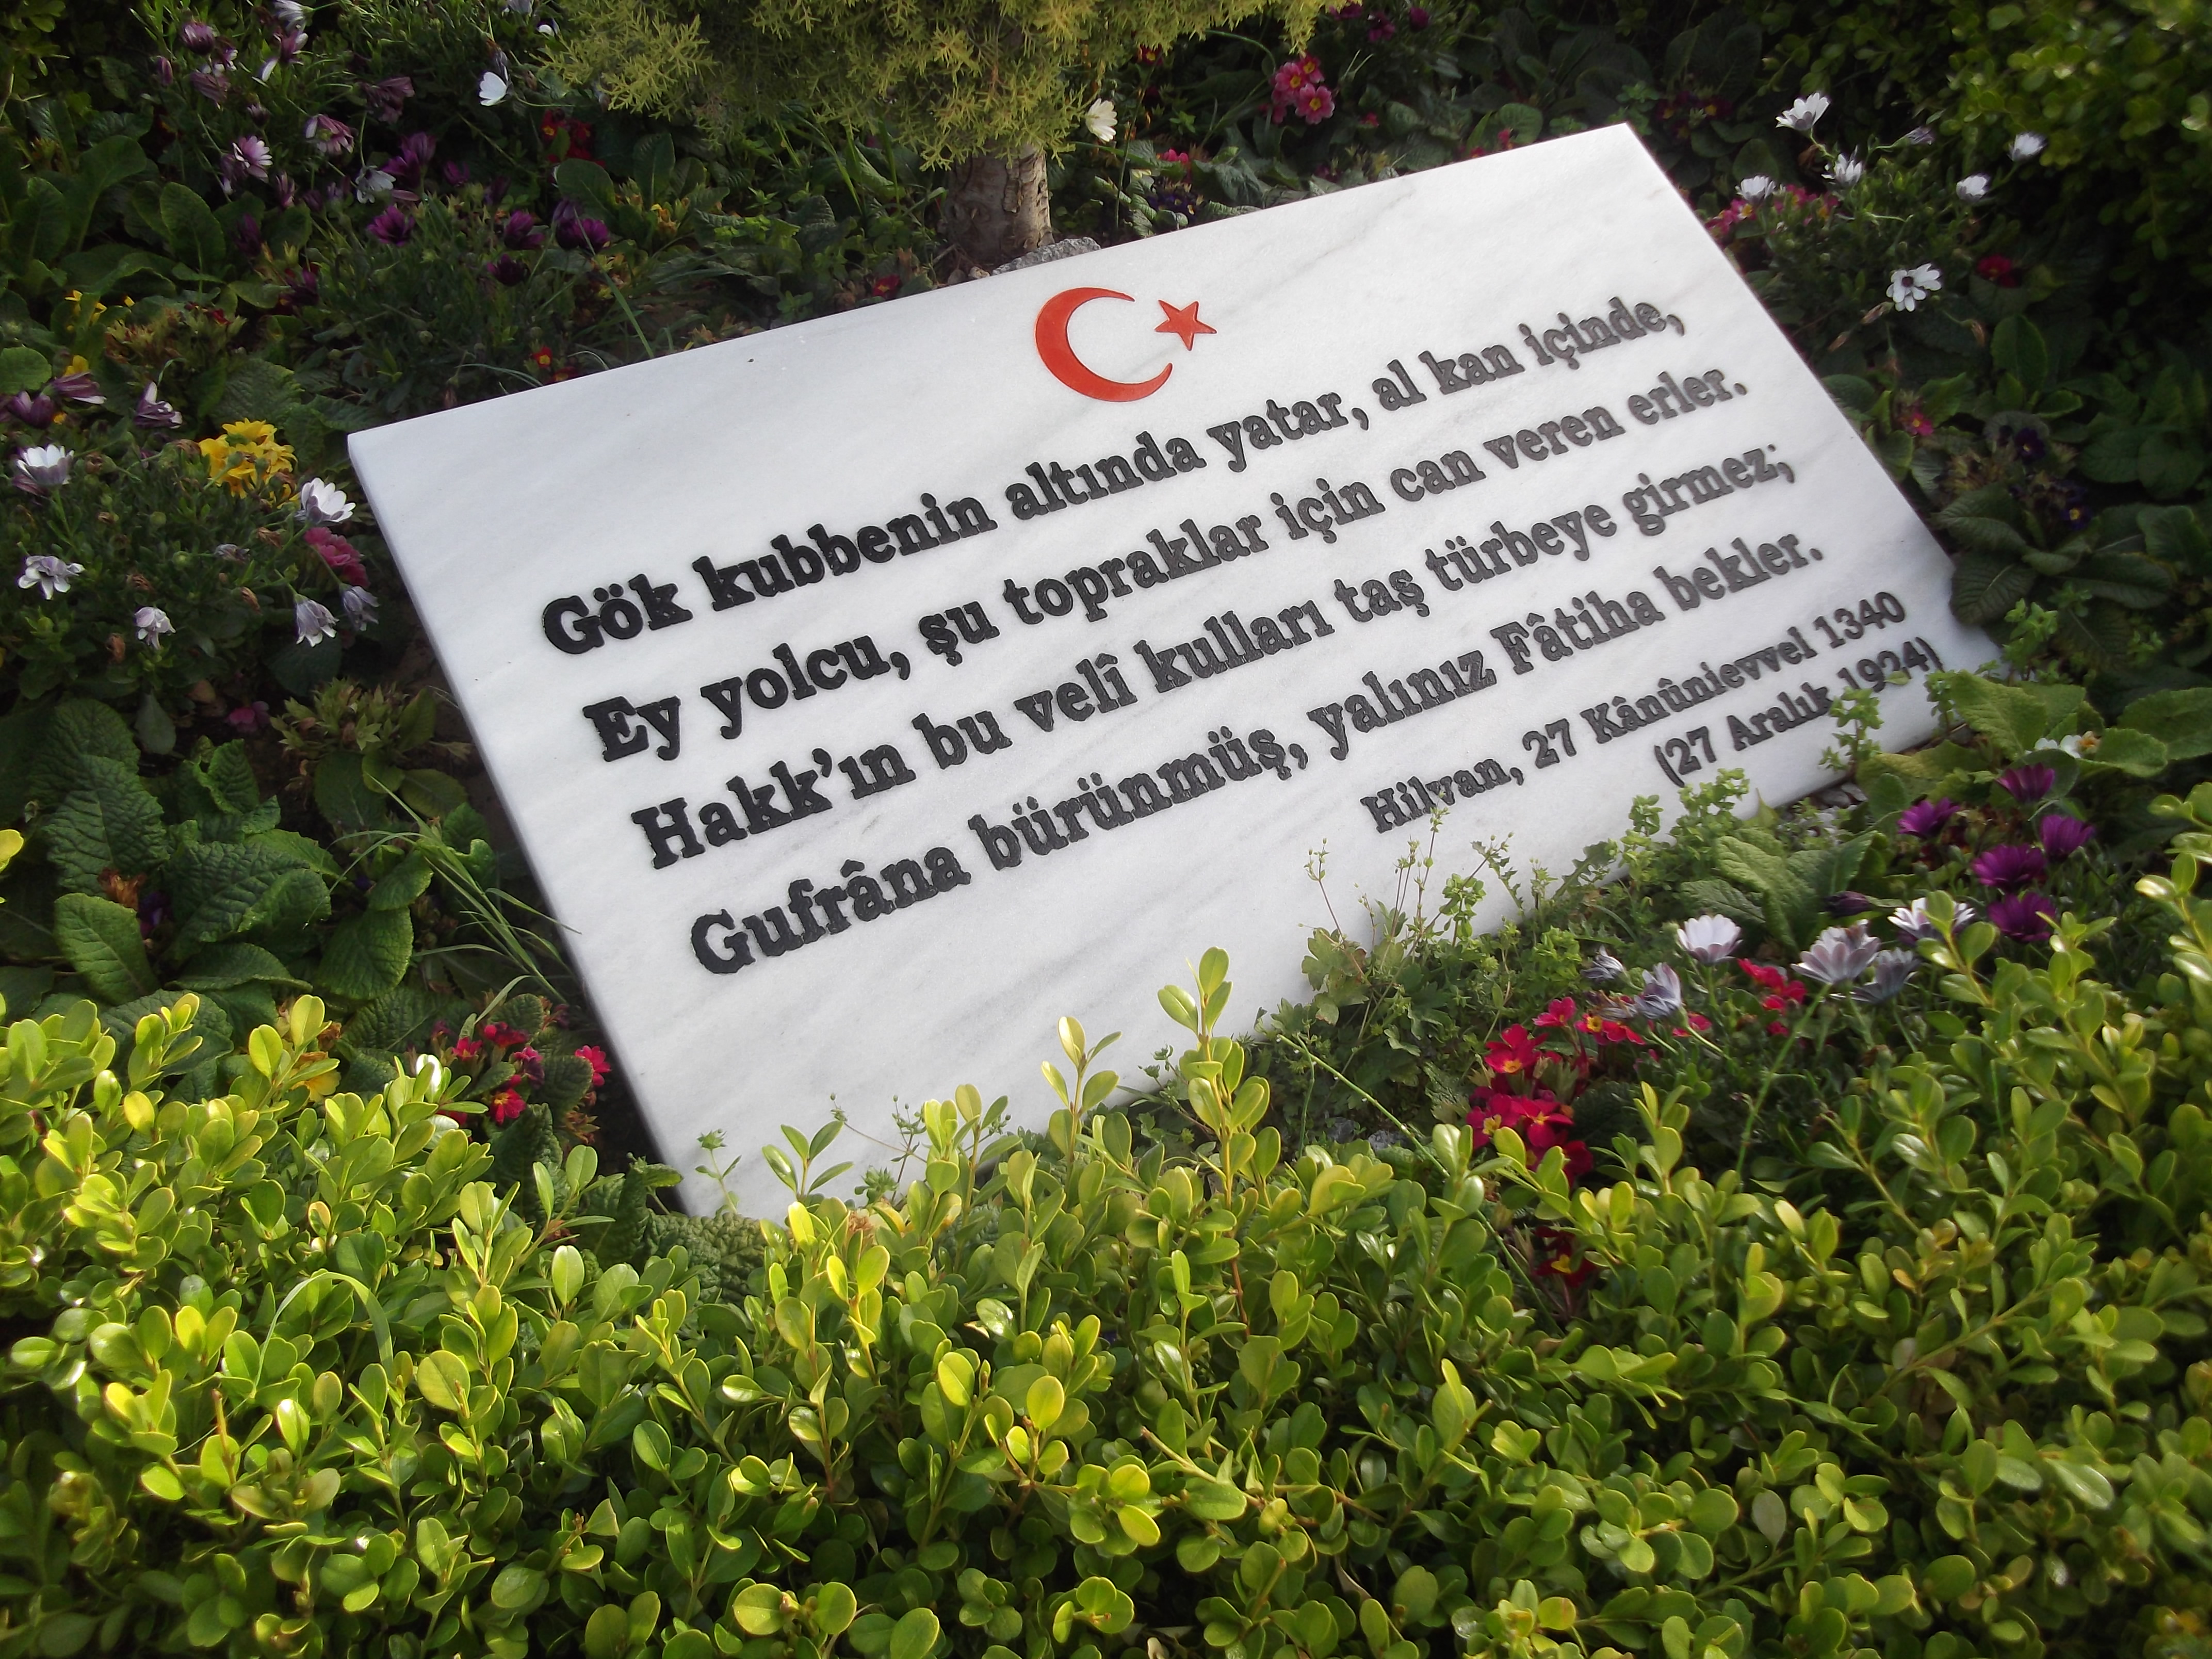 Gök kubbenin altında yatar, al kan içinde,
Ey yolcu, şu topraklar için can veren erler.
Hakk'ın bu velî kulları taş türbeye girmez;
Gufrâna bürünmüş, yalınız Fâtiha bekler.
Hilvan, 27 Kânûnievvel 1340
(27 Aralık 1924)